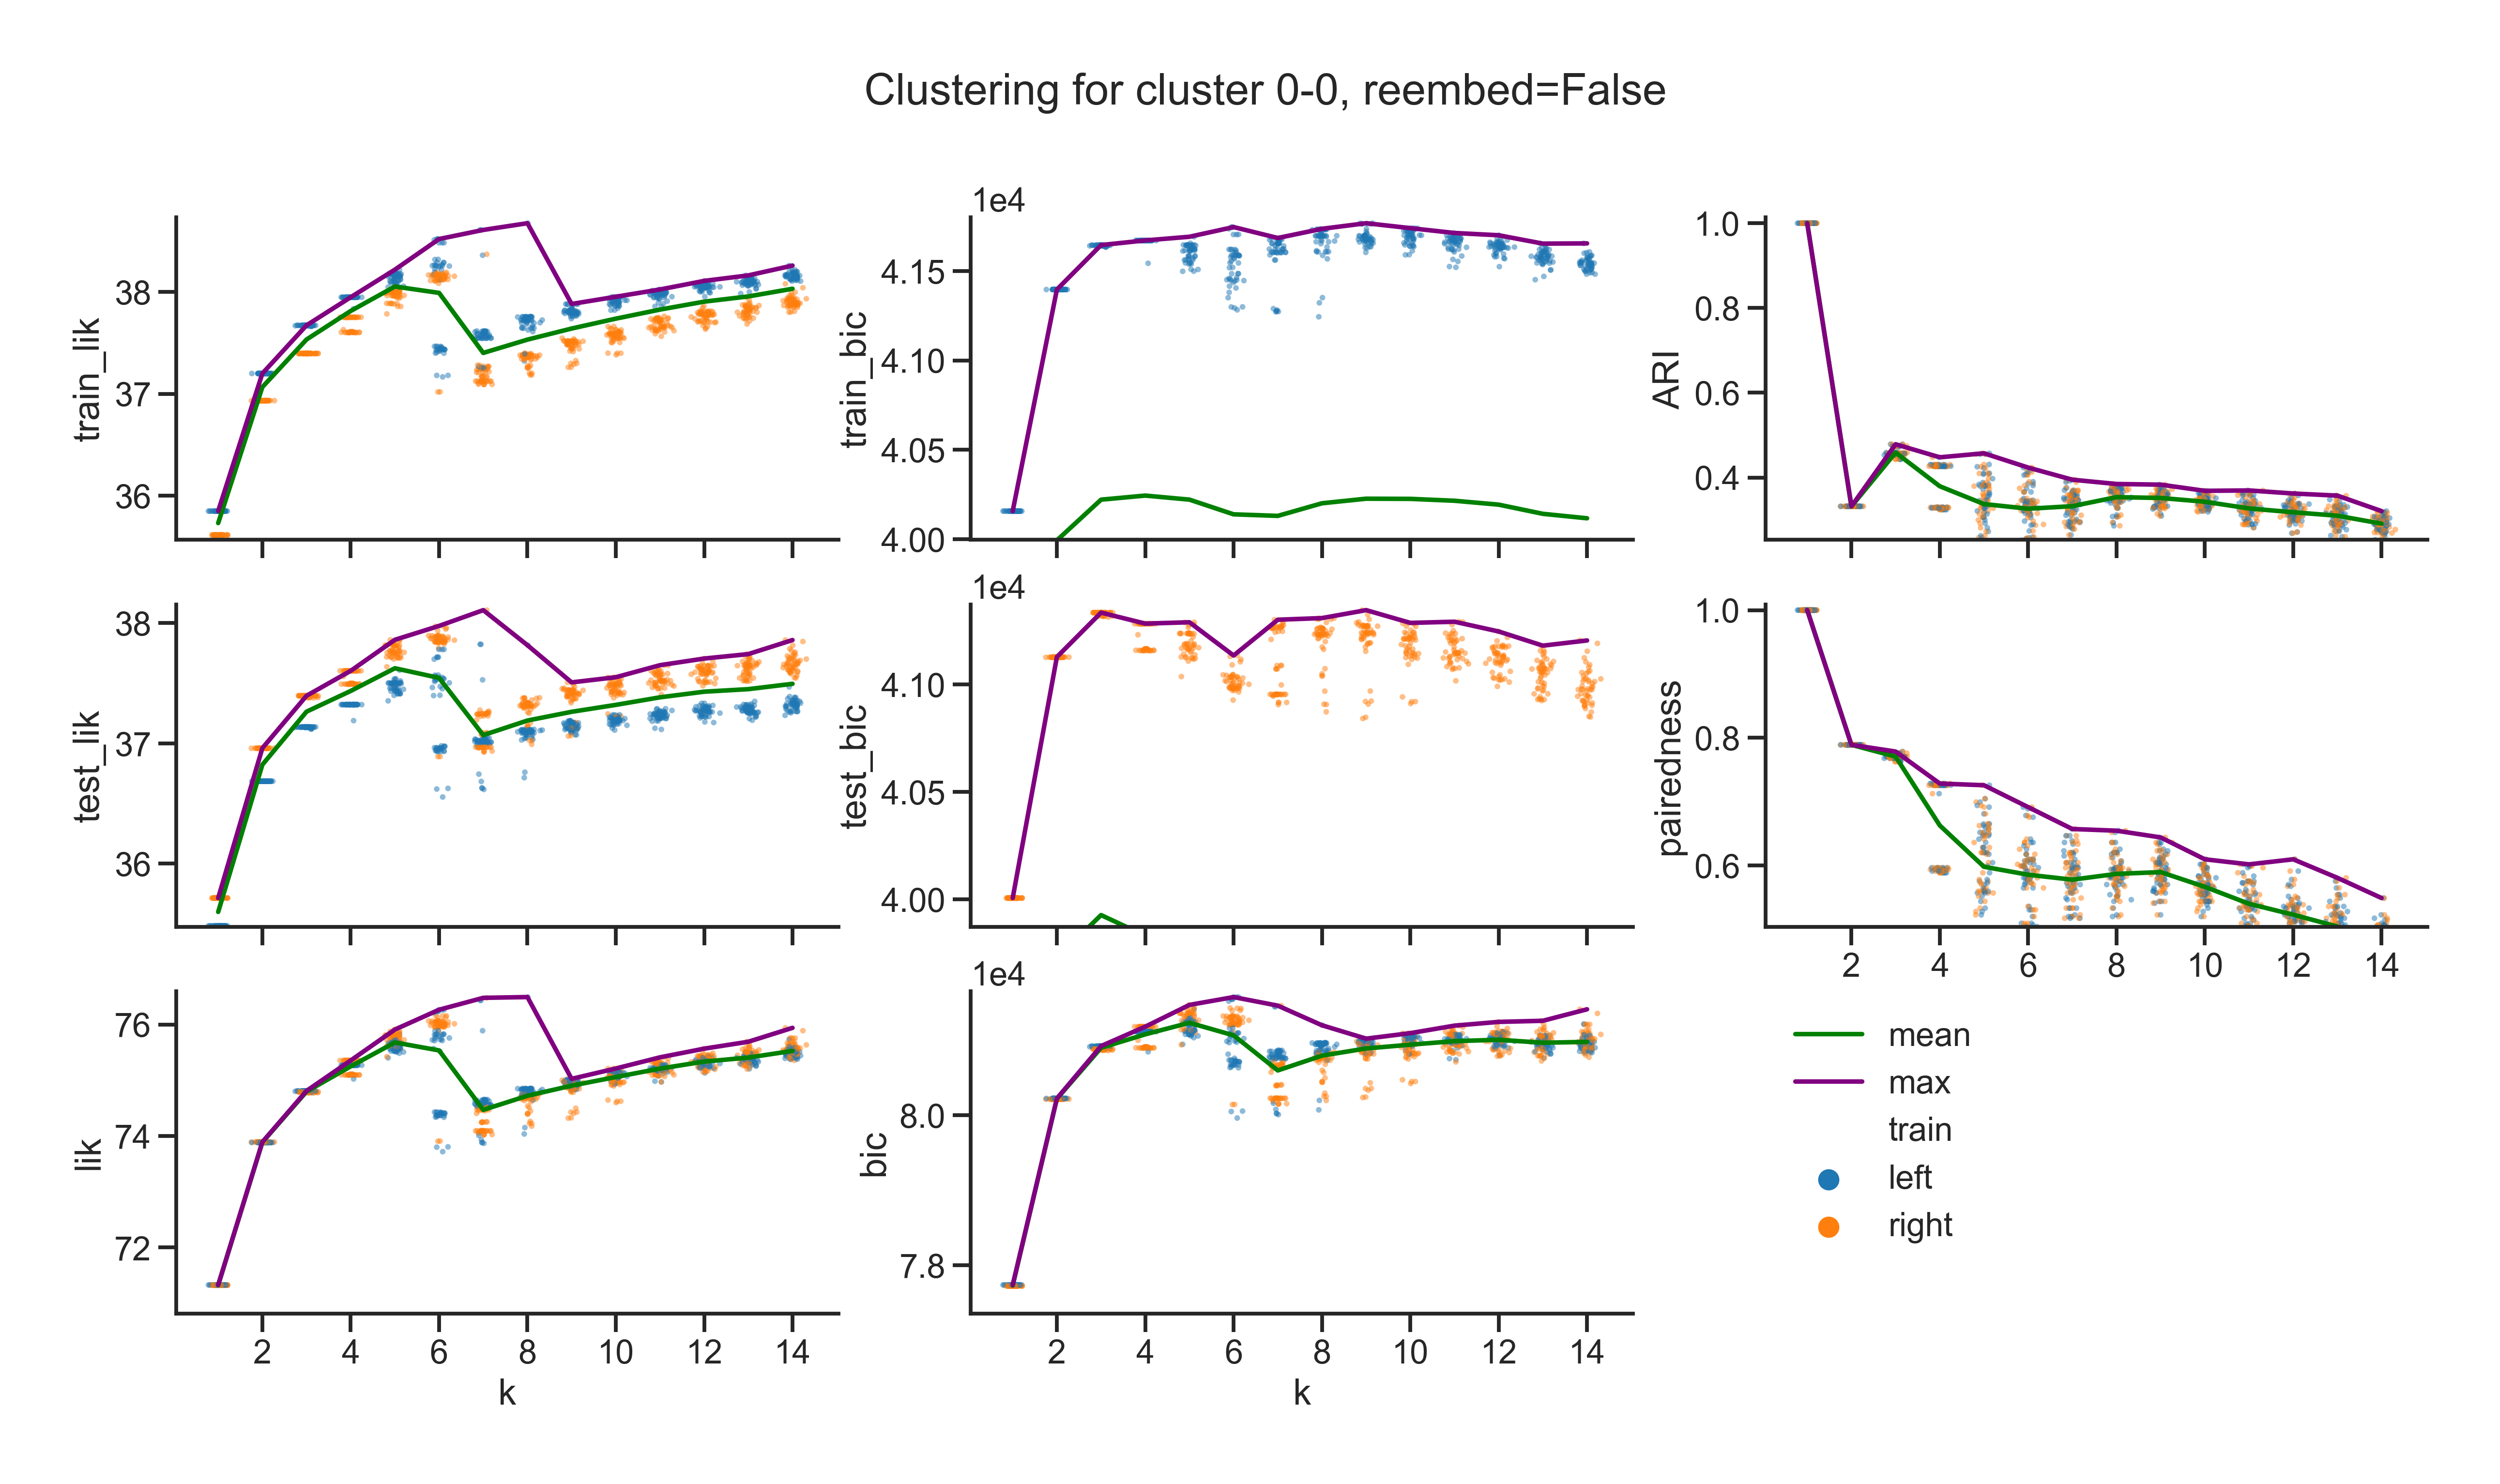 Clustering for cluster 0-0, reembed=False
train_lik
38
37
36
1e4
train_bic
4.15
4.10
4.05
4.00
ARI
1.0
0.8
0.6
0.4
test_lik
38
37
36
1e4
test_bic
4.10
4.05
4.00
pairedness
1.0
0.8
0.6
2 4 6 8 10 12 14
lik
76
74
72
2 4 6 8 10 12 14
k
1e4
bic
8.0
7.8
2 4 6 8 10 12 14
k
mean
max
train
left
right